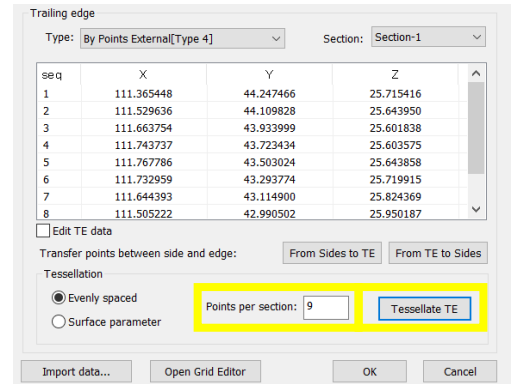 Trailing edge
Type: By Points External[Type 4] Section: Section-1
seq X Y Z
1 111.365448 44.247466 25.715416
2 111.529636 44.109828 25.643950
3 111.663754 43.933999 25.601838
4 111.743737 43.723434 25.603575
5 111.767786 43.503024 25.643858
6 111.732959 43.293774 25.719915
7 111.644393 43.114900 25.824369
8 111.505222 42.990502 25.950187
Edit TE data
Transfer points between side and edge: From Sides to TE From TE to Sides
Tessellation
Evenly spaced
Points per section: 9 Tessellate TE
Surface parameter
Import data... Open Grid Editor OK Cancel